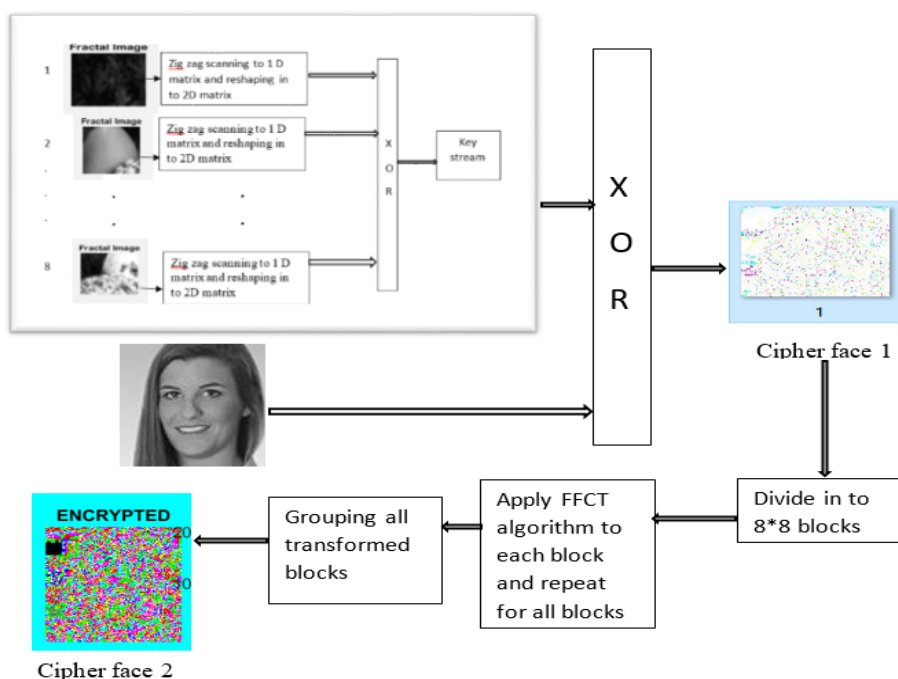 Fractal Image
1
Zig zag scanning to 1 D
matrix and reshaping in
to 2D matrix
Fractal Image
2
Zig zag scanning to 1 D
matrix and reshaping in
to 2D matrix
.
.
.
Fractal Image
8
Zig zag scanning to 1 D
matrix and reshaping in
to 2D matrix
X
O
R
Key
stream
X
O
R
1
Cipher face 1
Divide in to
8*8 blocks
Apply FFCT
algorithm to
each block
and repeat
for all blocks
Grouping all
transformed
blocks
ENCRYPTED
20
10
Cipher face 2